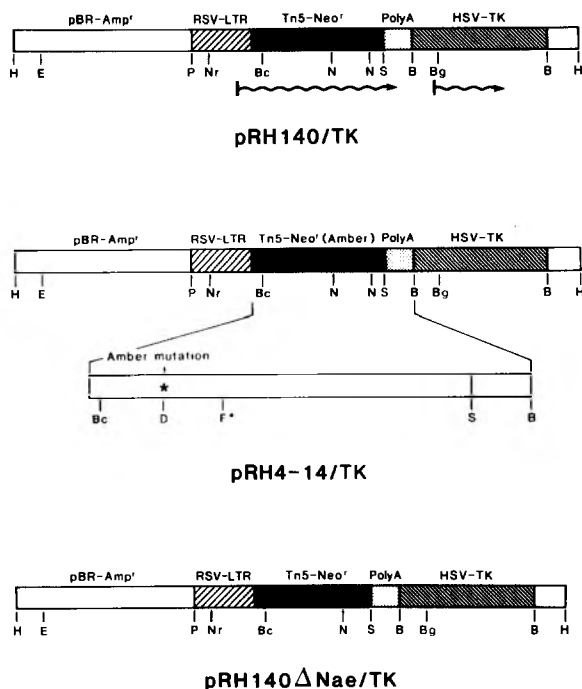 pBR-Ampʳ RSV-LTR Tn5-Neoʳ PolyA HSV-TK
H E P Nr Bc N N S B Bg B H
pRH140/TK
pBR-Ampʳ RSV-LTR Tn5-Neoʳ(Amber) PolyA HSV-TK
H E P Nr Bc N N S B Bg B H
Amber mutation
*
Bc D F* S B
pRH4-14/TK
pBR-Ampʳ RSV-LTR Tn5-Neoʳ PolyA HSV-TK
H E P Nr Bc N S B Bg B H
pRH140ΔNae/TK